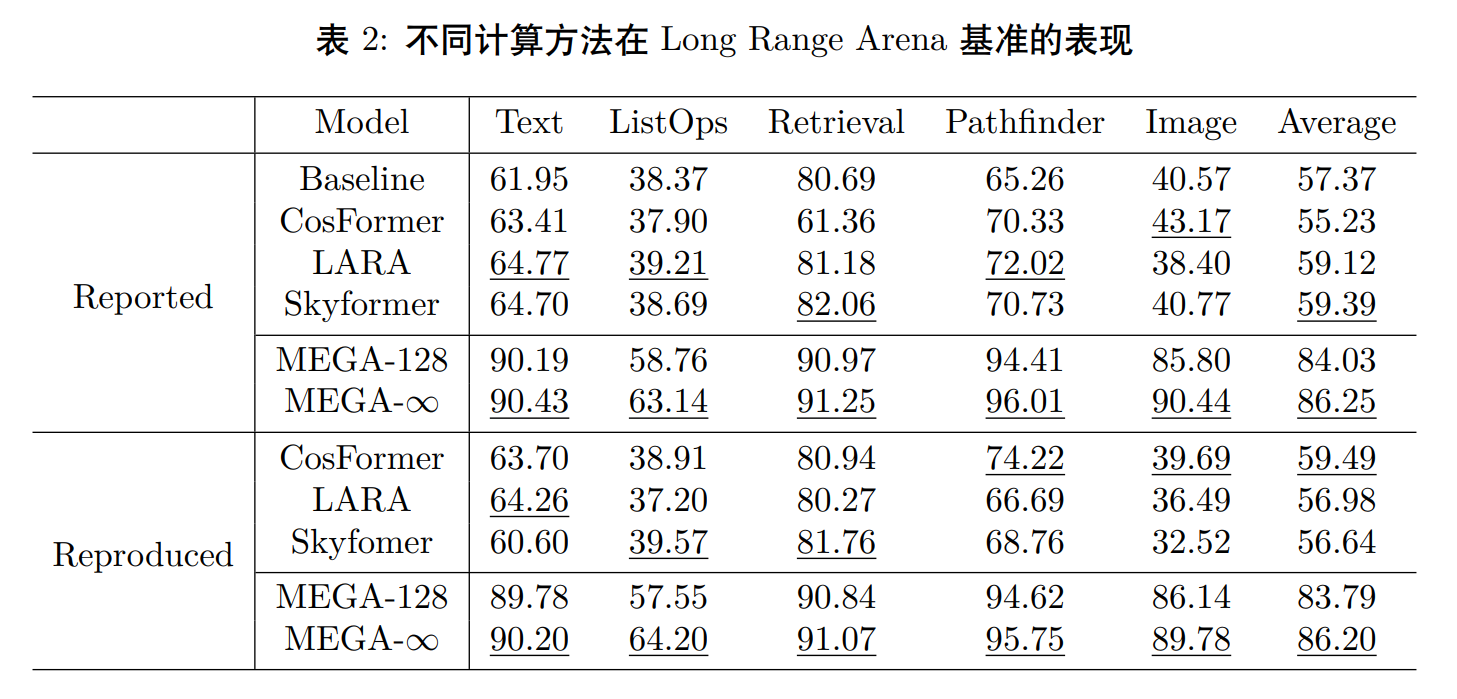 表 2: 不同计算方法在 Long Range Arena 基准的表现
Model Text ListOps Retrieval Pathfinder Image Average
Baseline 61.95 38.37 80.69 65.26 40.57 57.37
CosFormer 63.41 37.90 61.36 70.33 43.17 55.23
LARA 64.77 39.21 81.18 72.02 38.40 59.12
Reported
Skyformer 64.70 38.69 82.06 70.73 40.77 59.39
MEGA-128 90.19 58.76 90.97 94.41 85.80 84.03
MEGA-∞ 90.43 63.14 91.25 96.01 90.44 86.25
CosFormer 63.70 38.91 80.94 74.22 39.69 59.49
LARA 64.26 37.20 80.27 66.69 36.49 56.98
Skyfomer 60.60 39.57 81.76 68.76 32.52 56.64
Reproduced
MEGA-128 89.78 57.55 90.84 94.62 86.14 83.79
MEGA-∞ 90.20 64.20 91.07 95.75 89.78 86.20